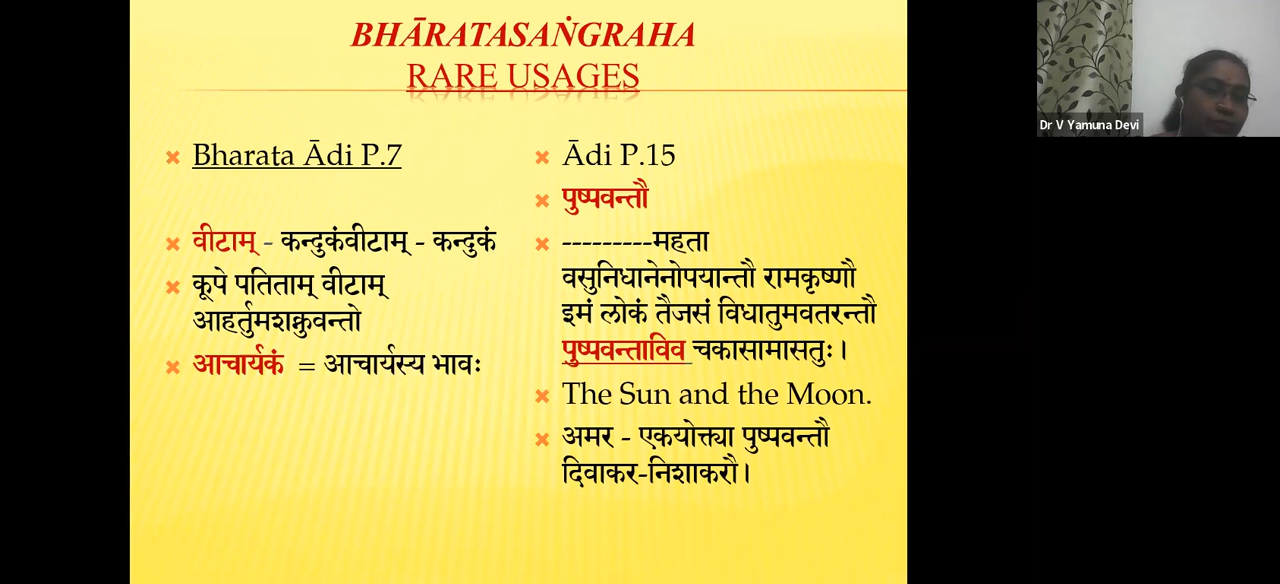 BHĀRATASAṄGRAHA
RARE USAGES
Bharata Ādi P.7
वीटाम् - कन्दुकंवीटाम् - कन्दुकं
कूपे पतिताम् वीटाम्
आहर्तुमशक्नुवन्तो
आचार्यकं = आचार्यस्य भावः
Ādi P.15
पुष्पवन्तौ
---------महता
वसुनिधानेनोपयान्तौ रामकृष्णौ
इमं लोकं तैजसं विधातुमवतरन्तौ
पुष्पवन्ताविव चकासामासतुः।
The Sun and the Moon.
अमर - एकयोक्त्या पुष्पवन्तौ
दिवाकर-निशाकरौ।
Dr V Yamuna Devi